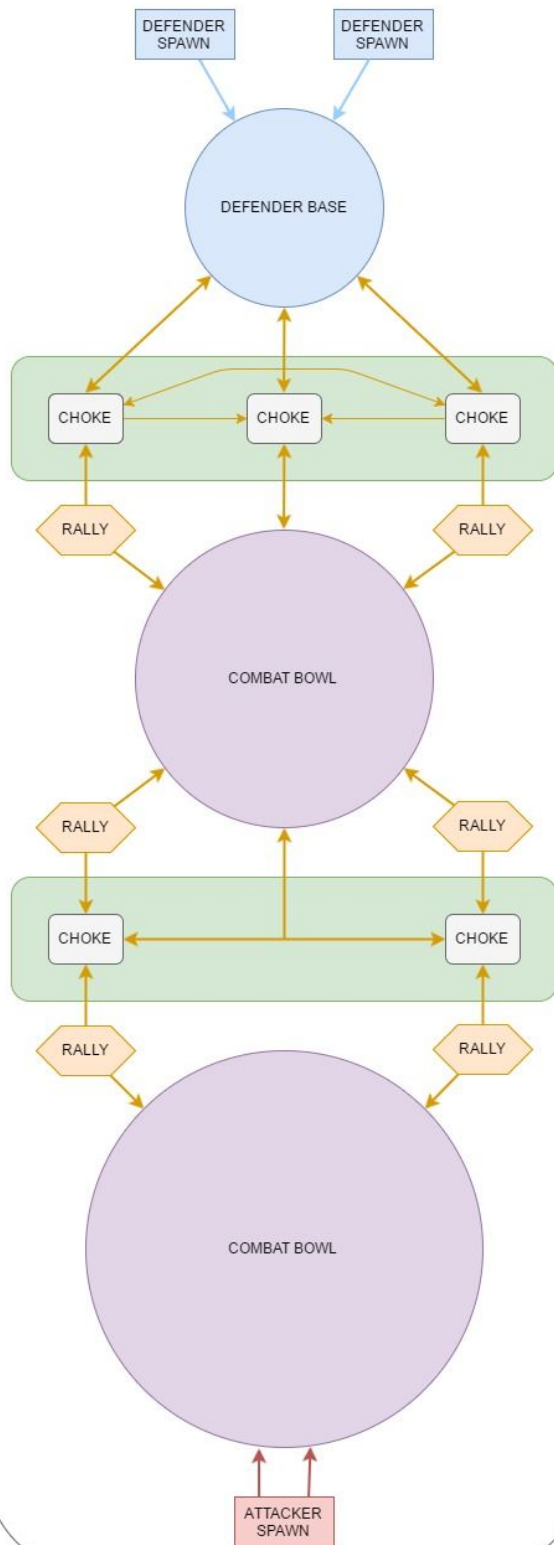 DEFENDER
SPAWN
DEFENDER
SPAWN
DEFENDER BASE
CHOKE
CHOKE
CHOKE
RALLY
RALLY
COMBAT BOWL
RALLY
RALLY
CHOKE
CHOKE
RALLY
RALLY
COMBAT BOWL
ATTACKER
SPAWN